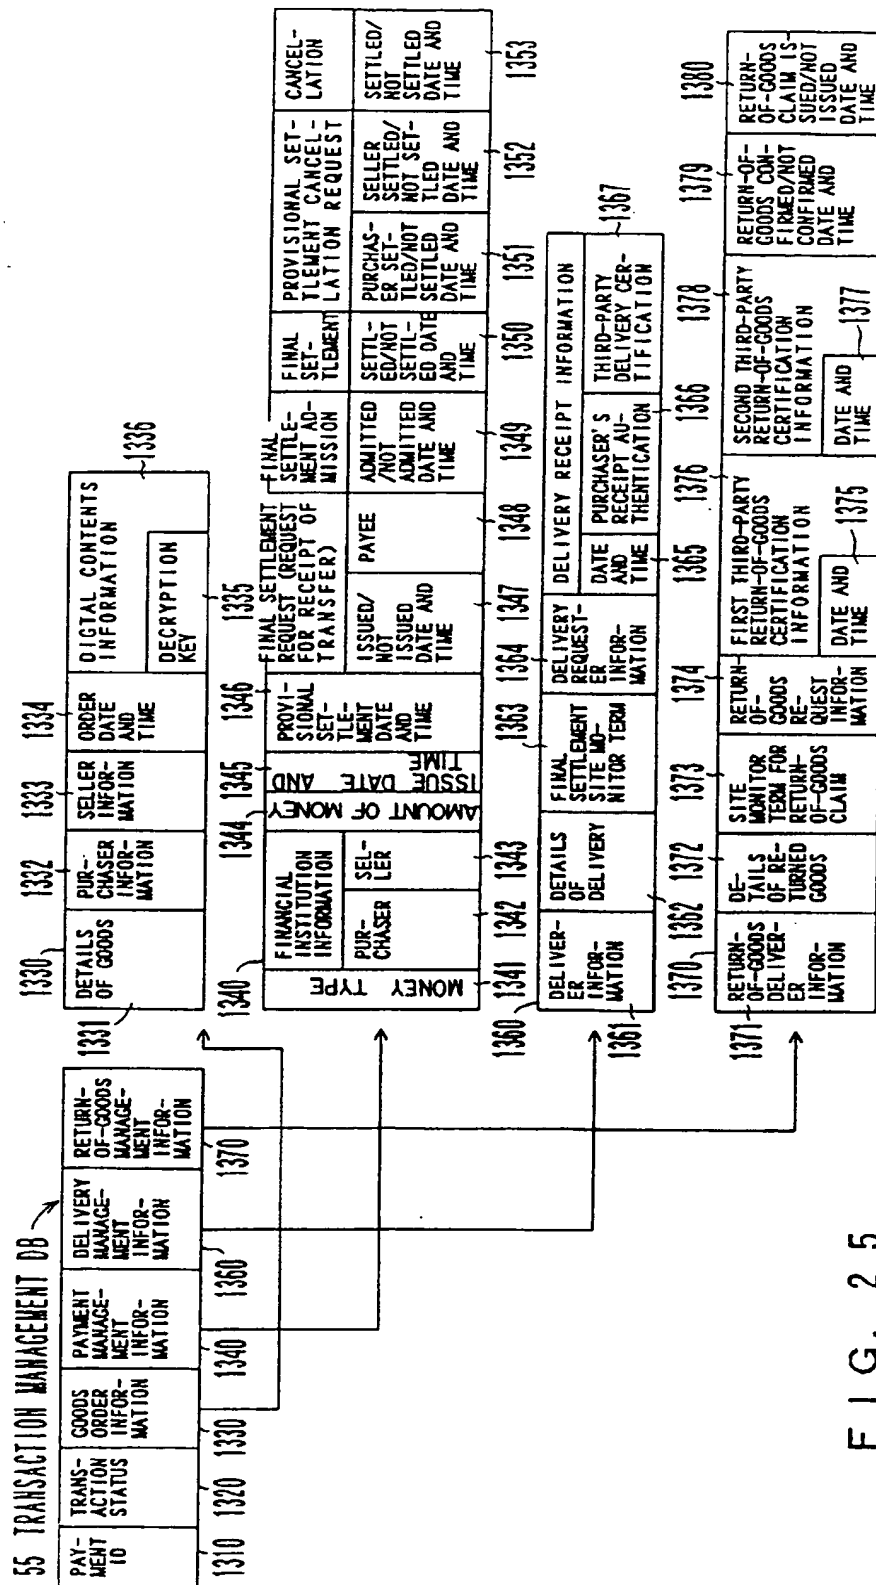 55 TRANSACTION MANAGEMENT DB
PAY-
MENT
ID
TRANS-
ACTION
STATUS
GOODS
ORDER
INFOR-
MATION
PAYMENT
MANAGE-
MENT
INFOR-
MATION
DELIVERY
MANAGE-
MENT
INFOR-
MATION
RETURN-
OF-GOODS
MANAGE-
MENT
INFOR-
MATION
1310
1320
1330
1340
1360
1370
1330
1332
1333
1334
DETAILS
OF GOODS
PUR-
CHASER
INFOR-
MATION
SELLER
INFOR-
MATION
ORDER
DATE
AND
TIME
DIGTAL CONTENTS
INFORMATION
DECRYPTION
KEY
1331
1335
1336
1340
1344
1345
1346
MONEY TYPE
FINANCIAL
INSTITUTION
INFORMATION
PUR-
CHASER
SEL-
LER
AMOUNT OF MONEY
ISSUE DATE AND
TIME
PROVI-
SIONAL
SET-
TLE-
MENT
DATE
AND
TIME
FINAL SETTLEMENT
REQUEST (REQUEST
FOR RECEIPT OF
TRANSFER)
ISSUED/
NOT
ISSUED
DATE AND
TIME
PAYEE
FINAL
SETTLE-
MENT AD-
MISSION
ADMITTED
/NOT
ADMITTED
DATE AND
TIME
FINAL
SET-
TLEMENT
SETTL-
ED/NOT
SETTL-
ED DATE
AND
TIME
PROVISIONAL SET-
TLEMENT CANCEL-
LATION REQUEST
PURCHAS-
ER SET-
TLED/NOT
SETTLED
DATE AND
TIME
SELLER
SETTLED/
NOT SET-
TLED
DATE AND
TIME
CANCEL-
LATION
SETTLED/
NOT
SETTLED
DATE AND
TIME
1341
1342
1343
1347
1348
1349
1350
1351
1352
1353
1360
1363
1364
DELIVER-
ER
INFOR-
MATION
DETAILS
OF
DELIVERY
FINAL
SETTLEMENT
SITE MO-
NITOR TERM
DELIVERY
REQUEST-
ER
INFOR-
MATION
DELIVERY RECEIPT INFORMATION
DATE
AND
TIME
PURCHASER'S
RECEIPT AU-
THENTICATION
THIRD-PARTY
DELIVERY CER-
TIFICATION
1361
1362
1365
1366
1367
1370
1372
1373
1374
1376
1378
1379
1380
RETURN-
OF-GOODS
DELIVER-
ER
INFOR-
MATION
DE-
TAILS
OF RE-
TURNED
GOODS
SITE
MONITOR
TERM FOR
RETURN-
OF-GOODS
CLAIM
RETURN-
OF-
GOODS
RE-
QUEST
INFOR-
MATION
FIRST THIRD-PARTY
RETURN-OF-GOODS
CERTIFICATION
INFORMATION
DATE AND
TIME
SECOND THIRD-PARTY
RETURN-OF-GOODS
CERTIFICATION
INFORMATION
DATE AND
TIME
RETURN-OF-
GOODS CON-
FIRMED/NOT
CONFIRMED
DATE AND
TIME
RETURN-
OF-GOODS
CLAIM IS
SUED/NOT
ISSUED
DATE AND
TIME
1371
1375
1377
FIG. 25